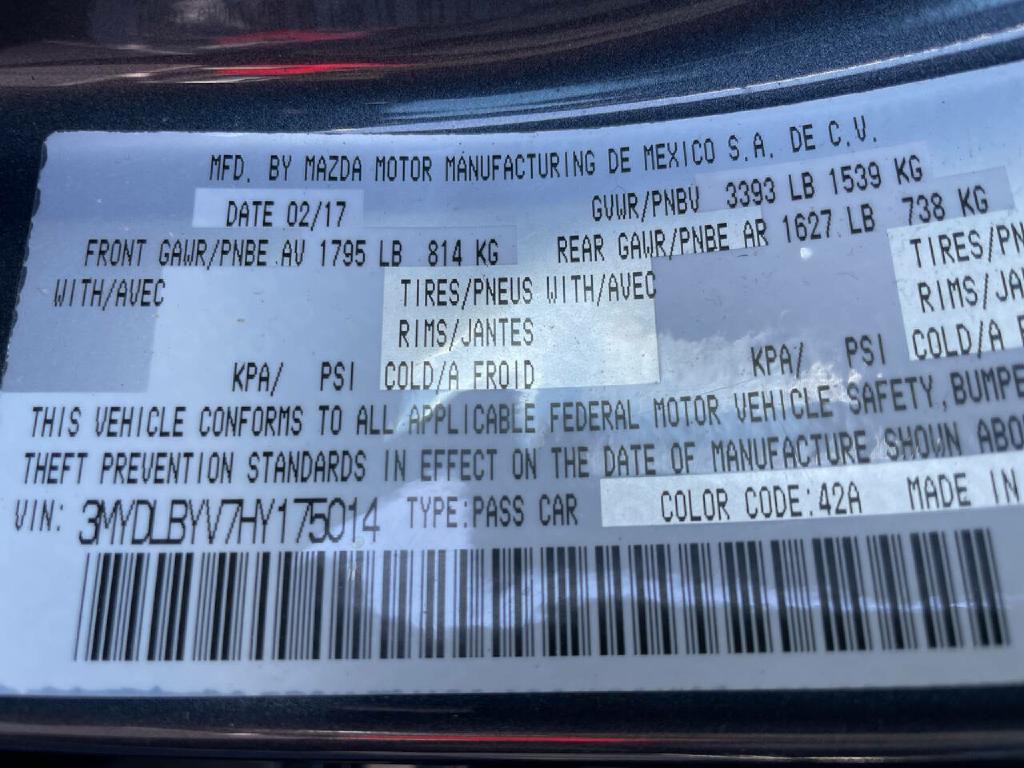 MFD. BY MAZDA MOTOR MANUFACTURING DE MEXICO S.A. DE C.V.
DATE 02/17 GVWR/PNBV 3393 LB 1539 KG
FRONT GAWR/PNBE AV 1795 LB 814 KG REAR GAWR/PNBE AR 1627 LB 738 KG
WITH/AVEC TIRES/PNEUS WITH/AVEC TIRES/PN
RIMS/JANTES RIMS/JAN
KPA/ PSI COLD/A FROID KPA/ PSI COLD/A F
THIS VEHICLE CONFORMS TO ALL APPLICABLE FEDERAL MOTOR VEHICLE SAFETY, BUMPE
THEFT PREVENTION STANDARDS IN EFFECT ON THE DATE OF MANUFACTURE SHOWN ABO
VIN: 3MYDLBYV7HY175014 TYPE:PASS CAR COLOR CODE:42A MADE IN